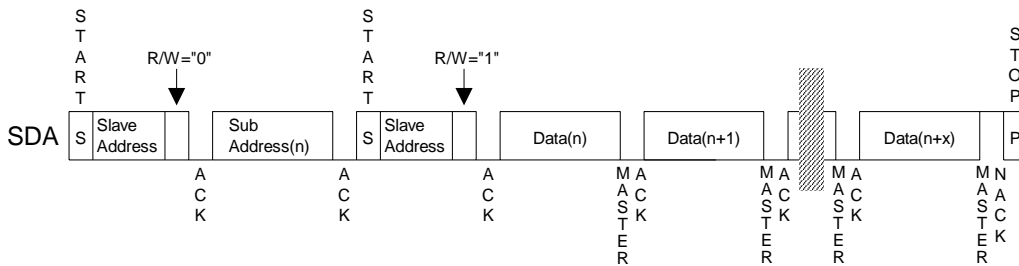 START
R/W="0"
START
R/W="1"
STOP
SDA
S
Slave
Address
Sub
Address(n)
S
Slave
Address
Data(n)
Data(n+1)
Data(n+x)
P
ACK
ACK
ACK
MASTER
ACK
MASTER
ACK
MASTER
ACK
MASTER
NACK